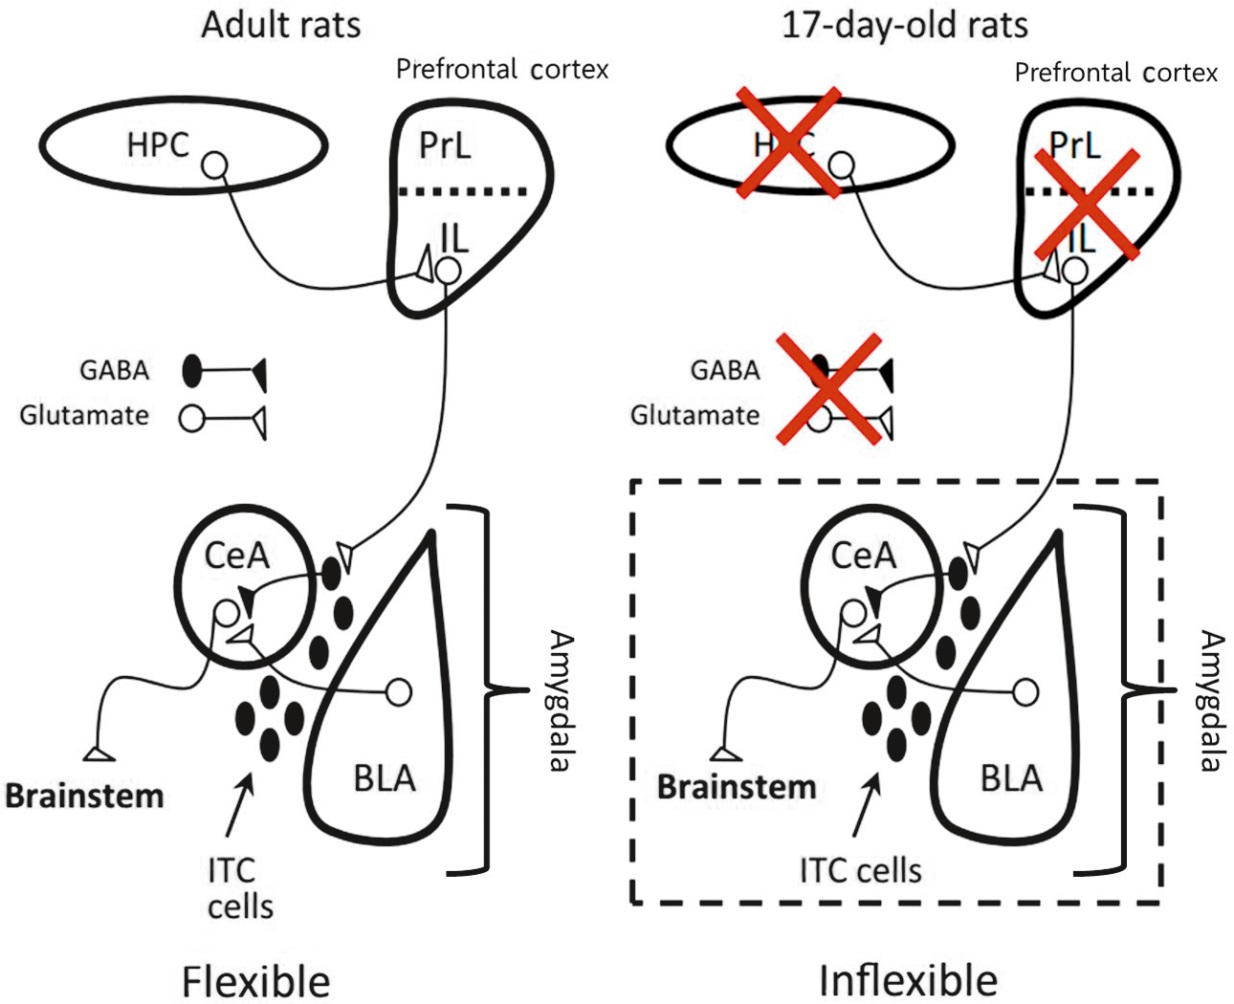 Adult rats
Prefrontal cortex
HPC
PrL
IL
GABA
Glutamate
CeA
BLA
Amygdala
Brainstem
ITC
cells
Flexible
17-day-old rats
Prefrontal cortex
PrL
IL
GABA
Glutamate
CeA
BLA
Amygdala
Brainstem
ITC cells
Inflexible